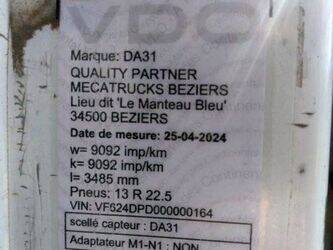 VDO
Marque: DA31
QUALITY PARTNER
MECATRUCKS BEZIERS
Lieu dit 'Le Manteau Bleu'
34500 BEZIERS
Date de mesure: 25-04-2024
w= 9092 imp/km
k= 9092 imp/km
l= 3485 mm
Pneus: 13 R 22.5
VIN: VF624DPD000000164
scellé capteur : DA31
Adaptateur M1-N1 : NON